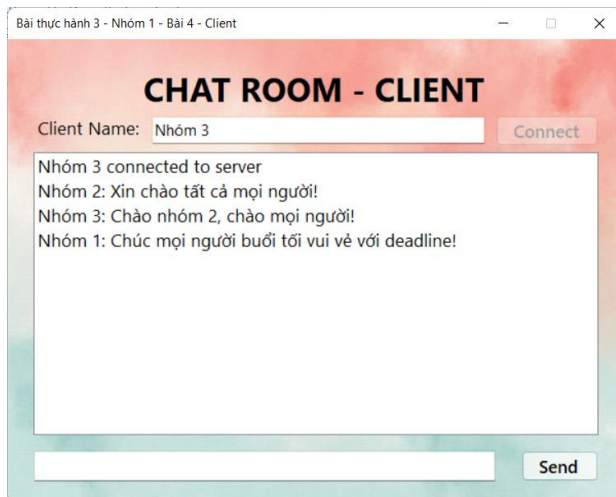 Bài thực hành 3 - Nhóm 1 - Bài 4 - Client
CHAT ROOM - CLIENT
Client Name: Nhóm 3 Connect
Nhóm 3 connected to server
Nhóm 2: Xin chào tất cả mọi người!
Nhóm 3: Chào nhóm 2, chào mọi người!
Nhóm 1: Chúc mọi người buổi tối vui vẻ với deadline!
Send